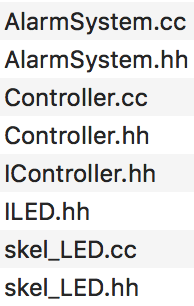 AlarmSystem.cc
AlarmSystem.hh
Controller.cc
Controller.hh
IController.hh
ILED.hh
skel_LED.cc
skel_LED.hh